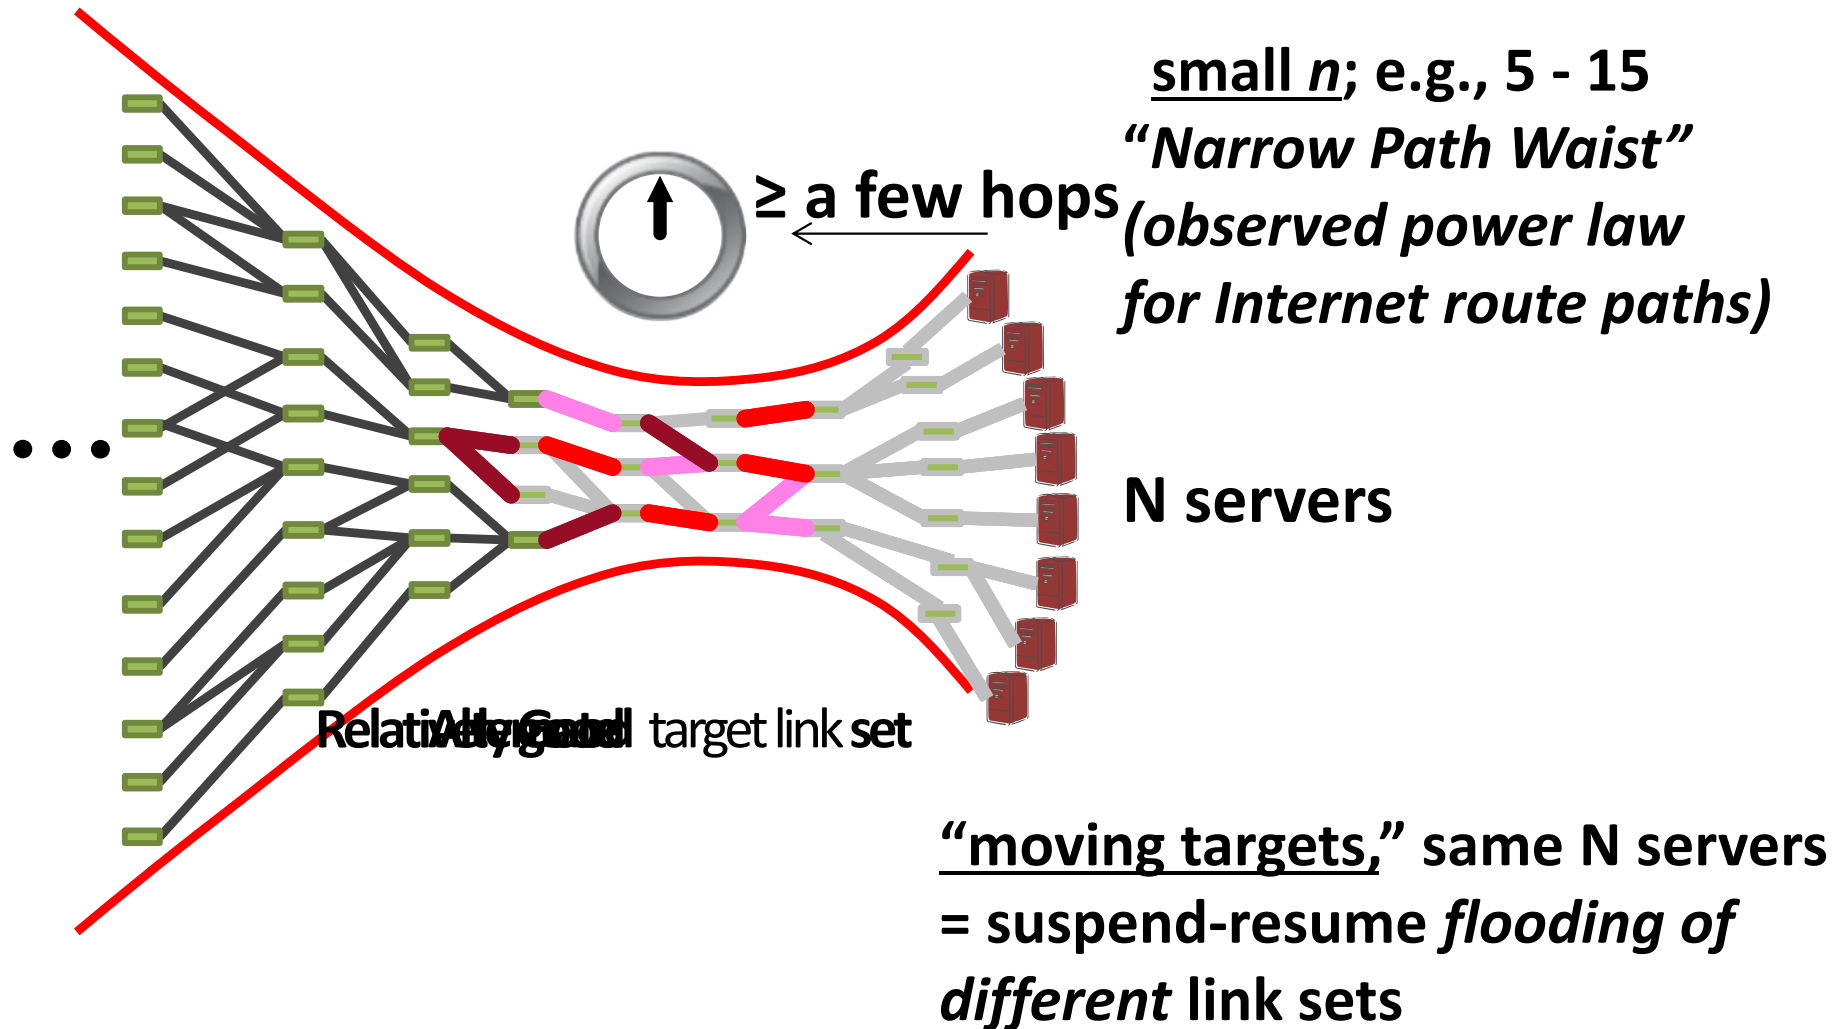 small n; e.g., 5 - 15
“Narrow Path Waist”
(observed power law
for Internet route paths)
≥ a few hops
N servers
target link set
“moving targets,” same N servers
= suspend-resume flooding of
different link sets